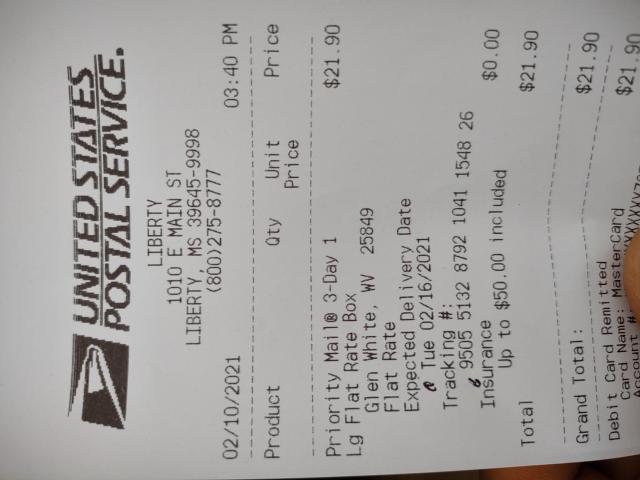 UNITED STATES
POSTAL SERVICE.
LIBERTY
1010 E MAIN ST
LIBERTY, MS 39645-9998
(800)275-8777
02/10/2021 03:40 PM
Product Qty Unit Price
Price
Priority Mail® 3-Day 1 $21.90
Lg Flat Rate Box
Glen White, WV 25849
Flat Rate
Expected Delivery Date
Tue 02/16/2021
Tracking #:
9505 5132 8792 1041 1548 26
Insurance $0.00
Up to $50.00 included
Total $21.90
Grand Total: $21.90
Debit Card Remitted $21.90
Card Name: MasterCard
Account #: